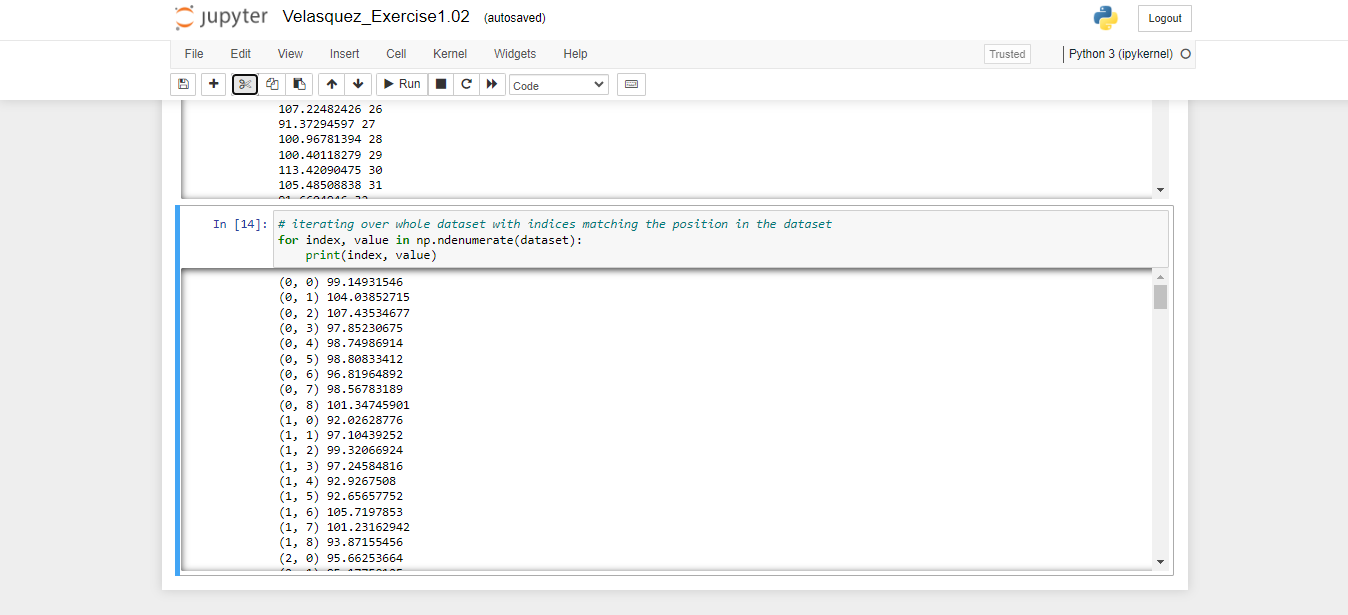 jupyter Velasquez_Exercise1.02 (autosaved) Logout
File Edit View Insert Cell Kernel Widgets Help Trusted Python 3 (ipykernel)
Run Code
107.22482426 26
91.37294597 27
100.96781394 28
100.40118279 29
113.42090475 30
105.48508838 31
In [14]: # iterating over whole dataset with indices matching the position in the dataset
for index, value in np.ndenumerate(dataset):
print(index, value)
(0, 0) 99.14931546
(0, 1) 104.03852715
(0, 2) 107.43534677
(0, 3) 97.85230675
(0, 4) 98.74986914
(0, 5) 98.80833412
(0, 6) 96.81964892
(0, 7) 98.56783189
(0, 8) 101.34745901
(1, 0) 92.02628776
(1, 1) 97.10439252
(1, 2) 99.32066924
(1, 3) 97.24584816
(1, 4) 92.9267508
(1, 5) 92.65657752
(1, 6) 105.7197853
(1, 7) 101.23162942
(1, 8) 93.87155456
(2, 0) 95.66253664